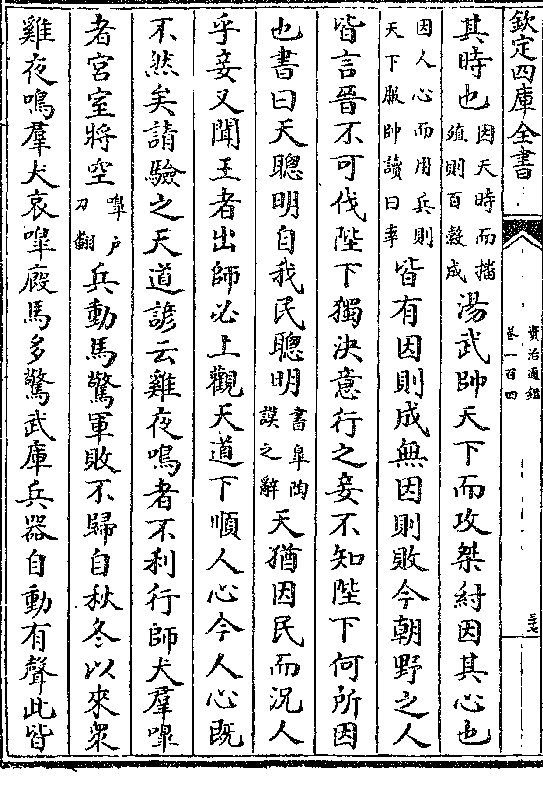 欽定四庫全書
資治通鑑
卷一百四
三七
其時也因天時而播殖則百穀成湯武帥天下而攻桀紂因其心也
因人心而用兵則天下服帥讀曰率皆有因則成無因則敗今朝野之人
皆言晉不可伐陛下獨決意行之妾不知陛下何所因
也書曰天聰明自我民聰明書臯陶謨之辭天猶因民而況人
乎妾又聞王者出師必上觀天道下順人心今人心既
不然矣請驗之天道諺云雞夜鳴者不利行師犬羣嘷
者宮室將空嘷户刀翻兵動馬驚軍敗不歸自秋冬以來衆
雞夜鳴羣犬哀嘷廐馬多驚武庫兵器自動有聲此皆